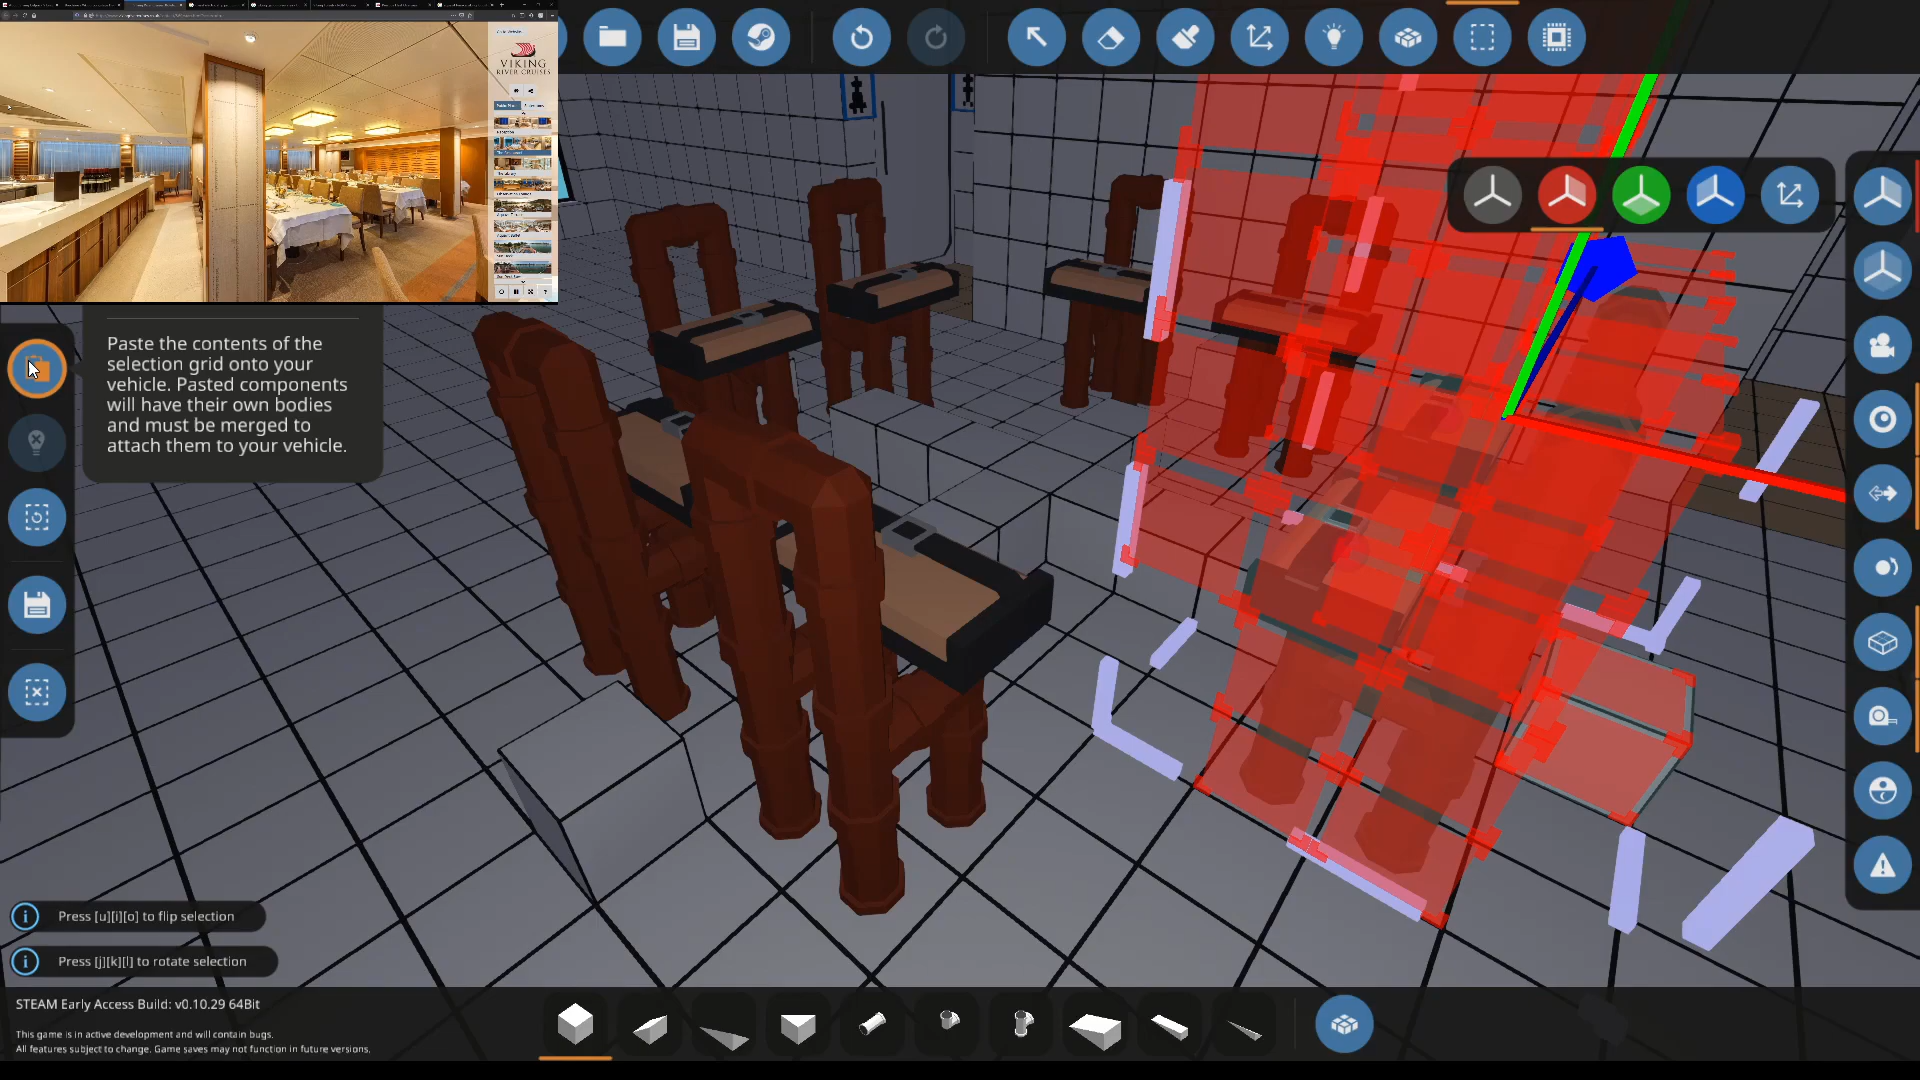 VIKING
RIVER CRUISES
Paste the contents of the
selection grid onto your
vehicle. Pasted components
will have their own bodies
and must be merged to
attach them to your vehicle.
Press [u][i][o] to flip selection
Press [j][k][l] to rotate selection
STEAM Early Access Build: v0.10.29 64Bit
This game is in active development and will contain bugs.
All features subject to change. Game saves may not function in future versions.